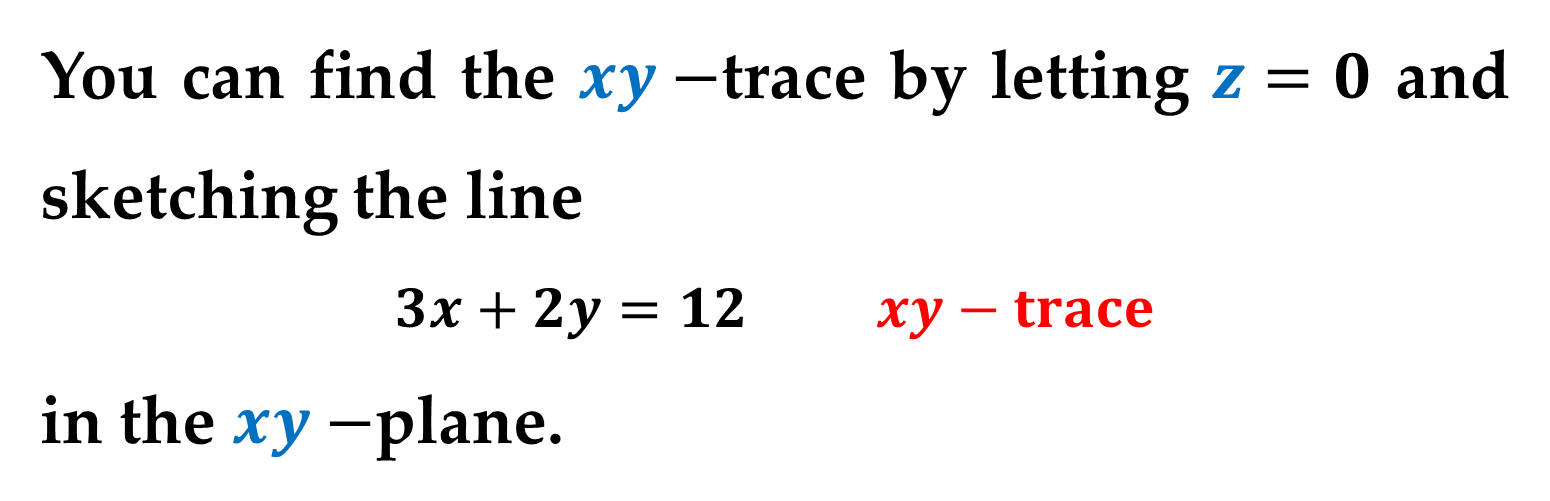 You can find the xy –trace by letting z = 0 and
sketching the line
3x + 2y = 12 xy – trace
in the xy –plane.